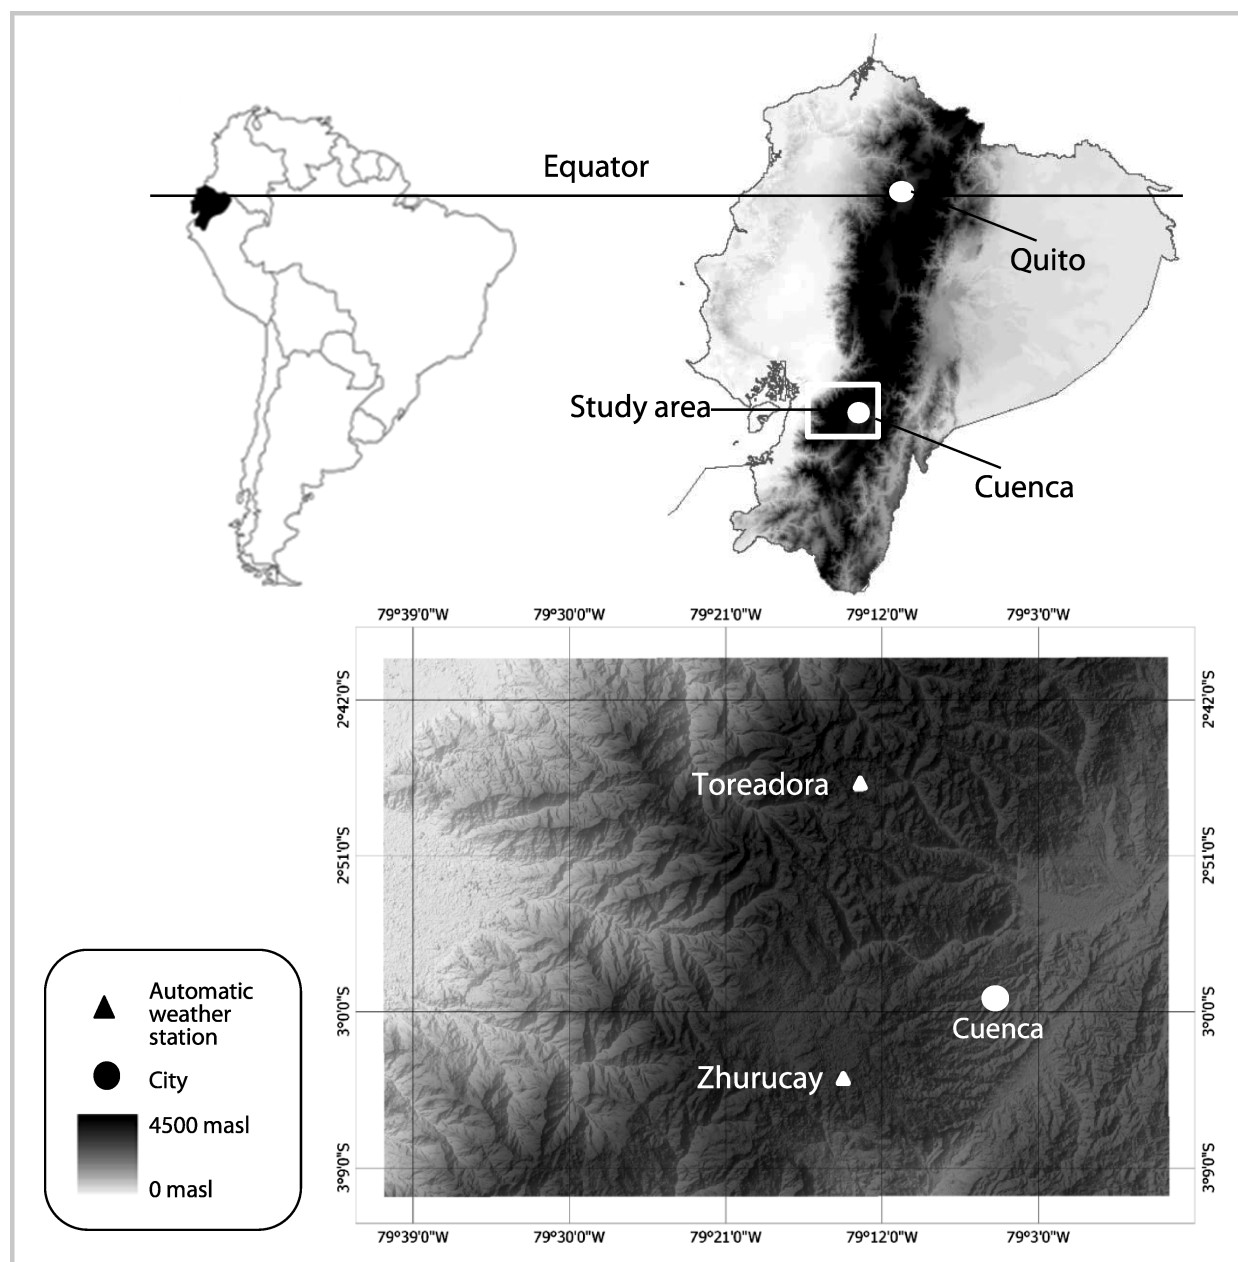 Equator
Quito
Study area
Cuenca
79°39'0"W 79°30'0"W 79°21'0"W 79°12'0"W 79°3'0"W
2°42'0"S 2°42'0"S
Toreadora
2°51'0"S 2°51'0"S
3°0'0"S 3°0'0"S
Cuenca
Zhurucay
3°9'0"S 3°9'0"S
79°39'0"W 79°30'0"W 79°21'0"W 79°12'0"W 79°3'0"W
Automatic
weather
station
City
4500 masl
0 masl